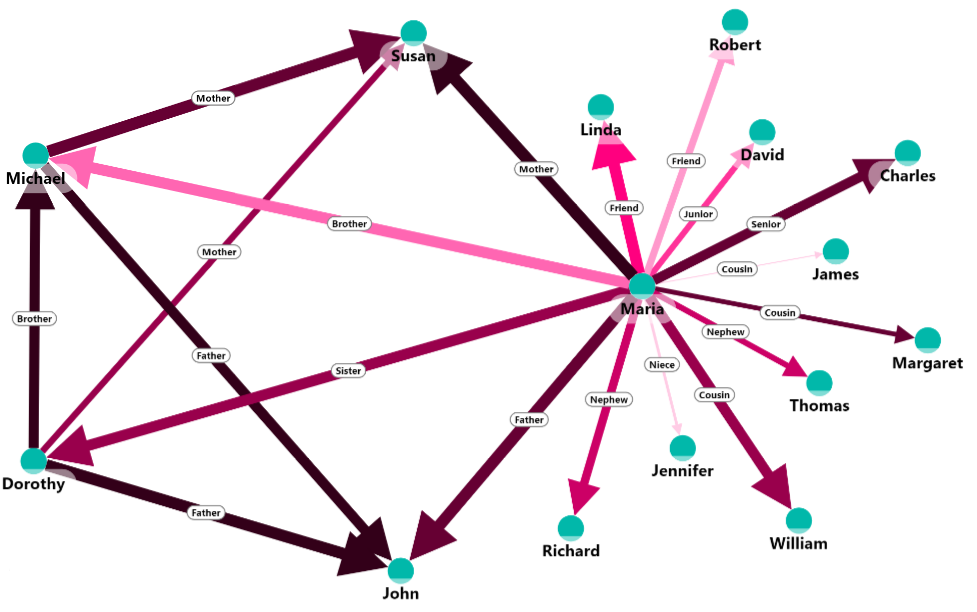 Robert
Susan
Mother
Linda
David
Friend
Michael
Mother
Charles
Friend
Junior
Brother
Senior
Mother
Cousin
James
Maria
Cousin
Brother
Nephew
Father
Niece
Margaret
Sister
Cousin
Nephew
Thomas
Father
Jennifer
Dorothy
Father
William
Richard
John